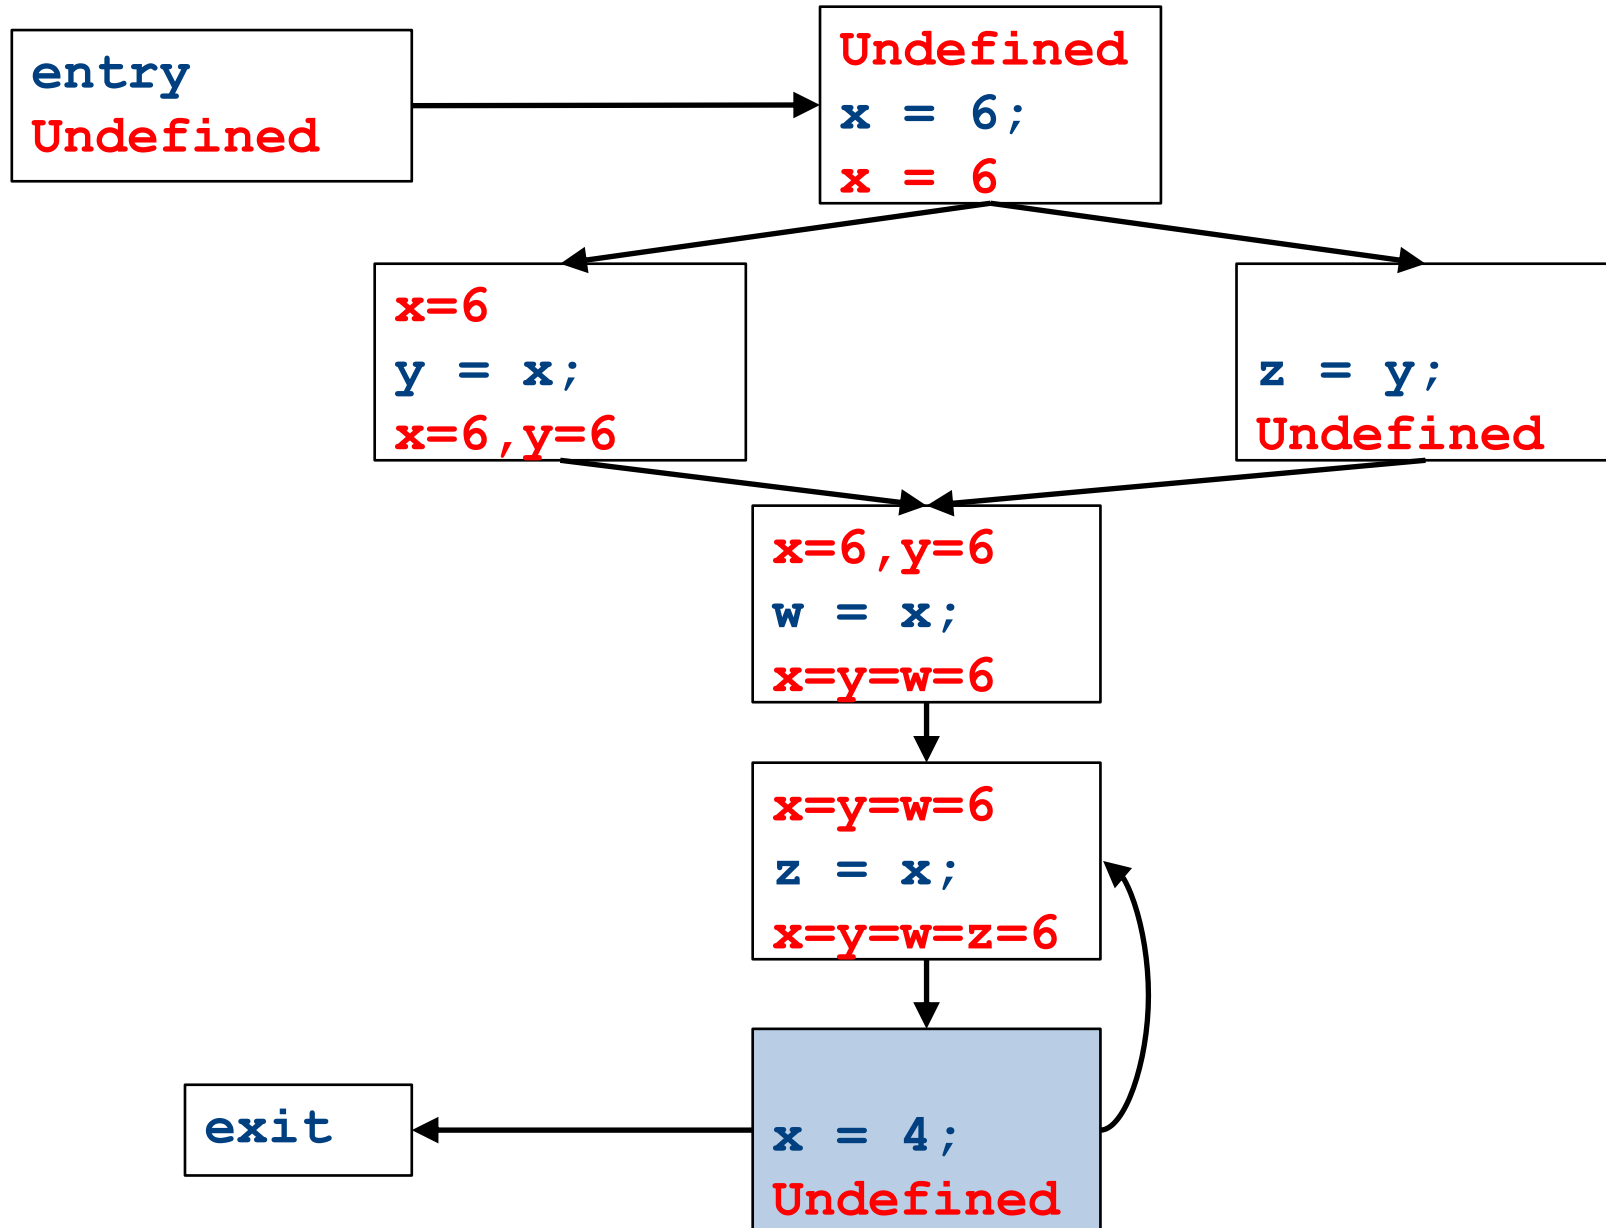 entry
Undefined
Undefined
x = 6;
x = 6
x=6
y = x;
x=6,y=6
z = y;
Undefined
x=6,y=6
w = x;
x=y=w=6
x=y=w=6
z = x;
x=y=w=z=6
exit
x = 4;
Undefined